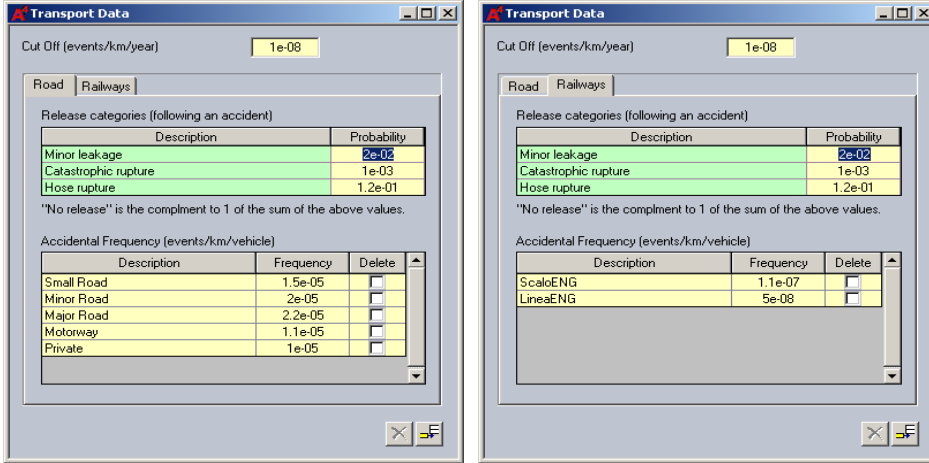 Transport Data
Cut Off (events/km/year) 1e-08
Road Railways
Release categories (following an accident)
Description Probability
Minor leakage 2e-02
Catastrophic rupture 1e-03
Hose rupture 1.2e-01
"No release" is the complment to 1 of the sum of the above values.
Accidental Frequency (events/km/vehicle)
Description Frequency Delete
Small Road 1.5e-05
Minor Road 2e-05
Major Road 2.2e-05
Motorway 1.1e-05
Private 1e-05
Transport Data
Cut Off (events/km/year) 1e-08
Road Railways
Release categories (following an accident)
Description Probability
Minor leakage 2e-02
Catastrophic rupture 1e-03
Hose rupture 1.2e-01
"No release" is the complment to 1 of the sum of the above values.
Accidental Frequency (events/km/vehicle)
Description Frequency Delete
ScaloENG 1.1e-07
LineaENG 5e-08